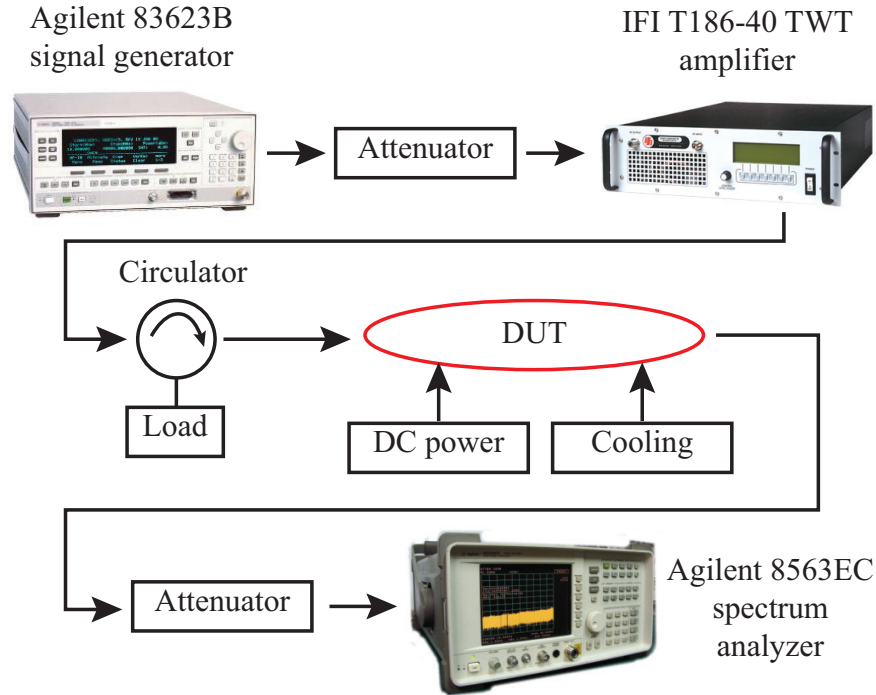 Agilent 83623B
signal generator
IFI T186-40 TWT
amplifier
Attenuator
Circulator
DUT
Load
DC power
Cooling
Attenuator
Agilent 8563EC
spectrum
analyzer